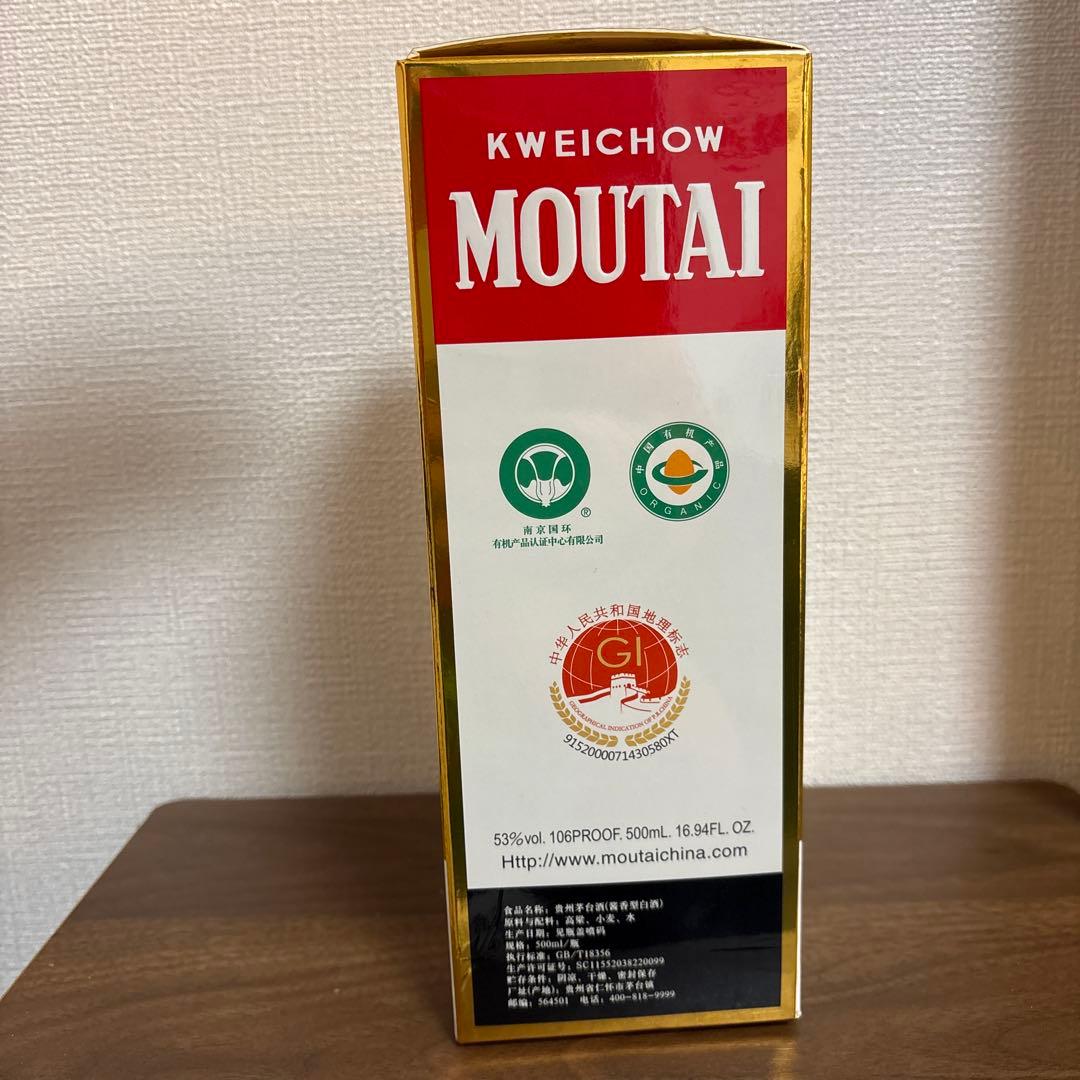 KWEICHOW
MOUTAI
®
南京国环
有机产品认证中心有限公司
中国有机产品
ORGANIC
中华人民共和国地理标志
GI
GEOGRAPHICAL INDICATION OF P.R.CHINA
9152000071430580XT
53%vol. 106PROOF. 500mL. 16.94FL. OZ.
Http://www.moutaichina.com
食品名称：贵州茅台酒(酱香型白酒)
原料与配料：高粱、小麦、水
生产日期：见瓶盖喷码
规格：500ml/瓶
执行标准：GB/T18356
生产许可证号：SC11552038220099
贮存条件：阴凉、干燥、密封保存
厂址(产地)：贵州省仁怀市茅台镇
邮编：564501 电话：400-818-9999